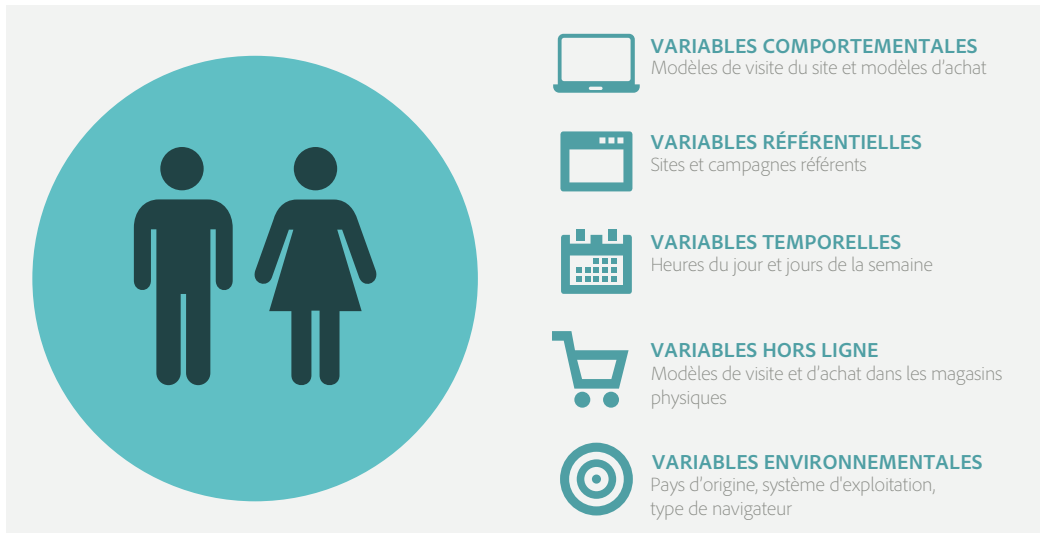 VARIABLES COMPORTEMENTALES
Modèles de visite du site et modèles d’achat
VARIABLES RÉFÉRENTIELLES
Sites et campagnes référents
VARIABLES TEMPORELLES
Heures du jour et jours de la semaine
VARIABLES HORS LIGNE
Modèles de visite et d’achat dans les magasins
physiques
VARIABLES ENVIRONNEMENTALES
Pays d’origine, système d'exploitation,
type de navigateur